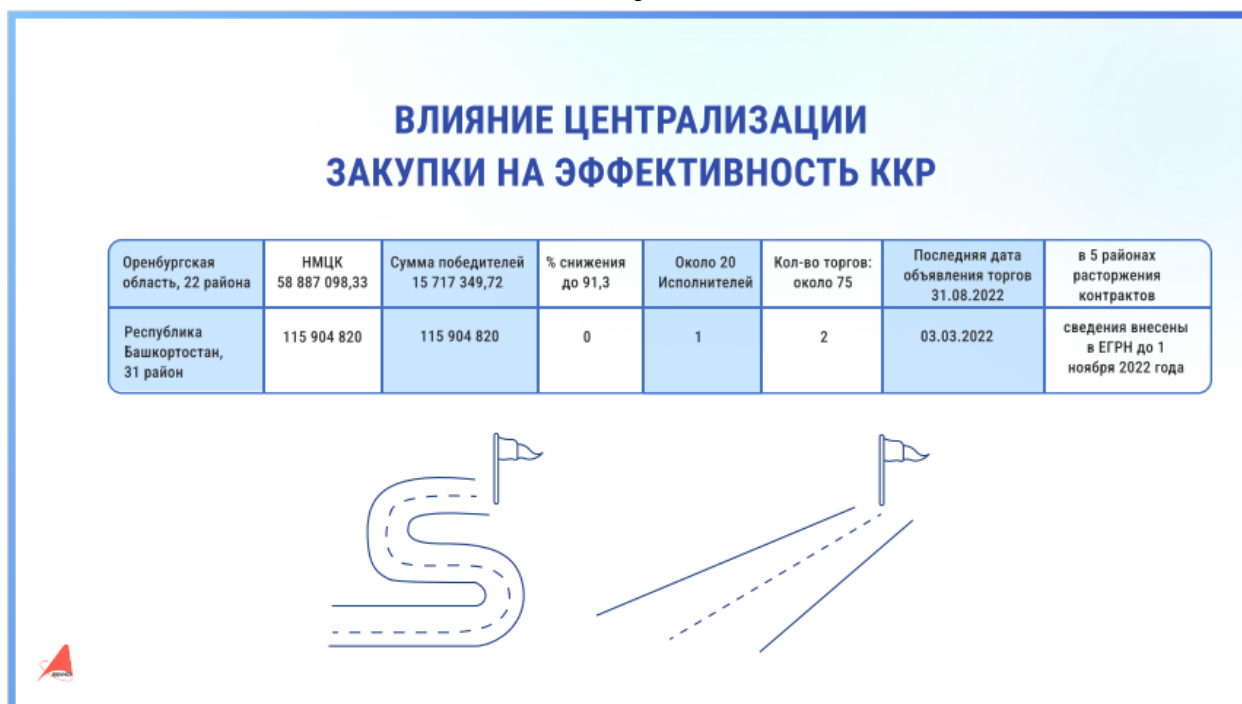 ВЛИЯНИЕ ЦЕНТРАЛИЗАЦИИ
ЗАКУПКИ НА ЭФФЕКТИВНОСТЬ ККР
Оренбургская
область, 22 района
НМЦК
58 887 098,33
Сумма победителей
15 717 349,72
% снижения
до 91,3
Около 20
Исполнителей
Кол-во торгов:
около 75
Последняя дата
объявления торгов
31.08.2022
в 5 районах
расторжения
контрактов
Республика
Башкортостан,
31 район
115 904 820
115 904 820
0
1
2
03.03.2022
сведения внесены
в ЕГРН до 1
ноября 2022 года